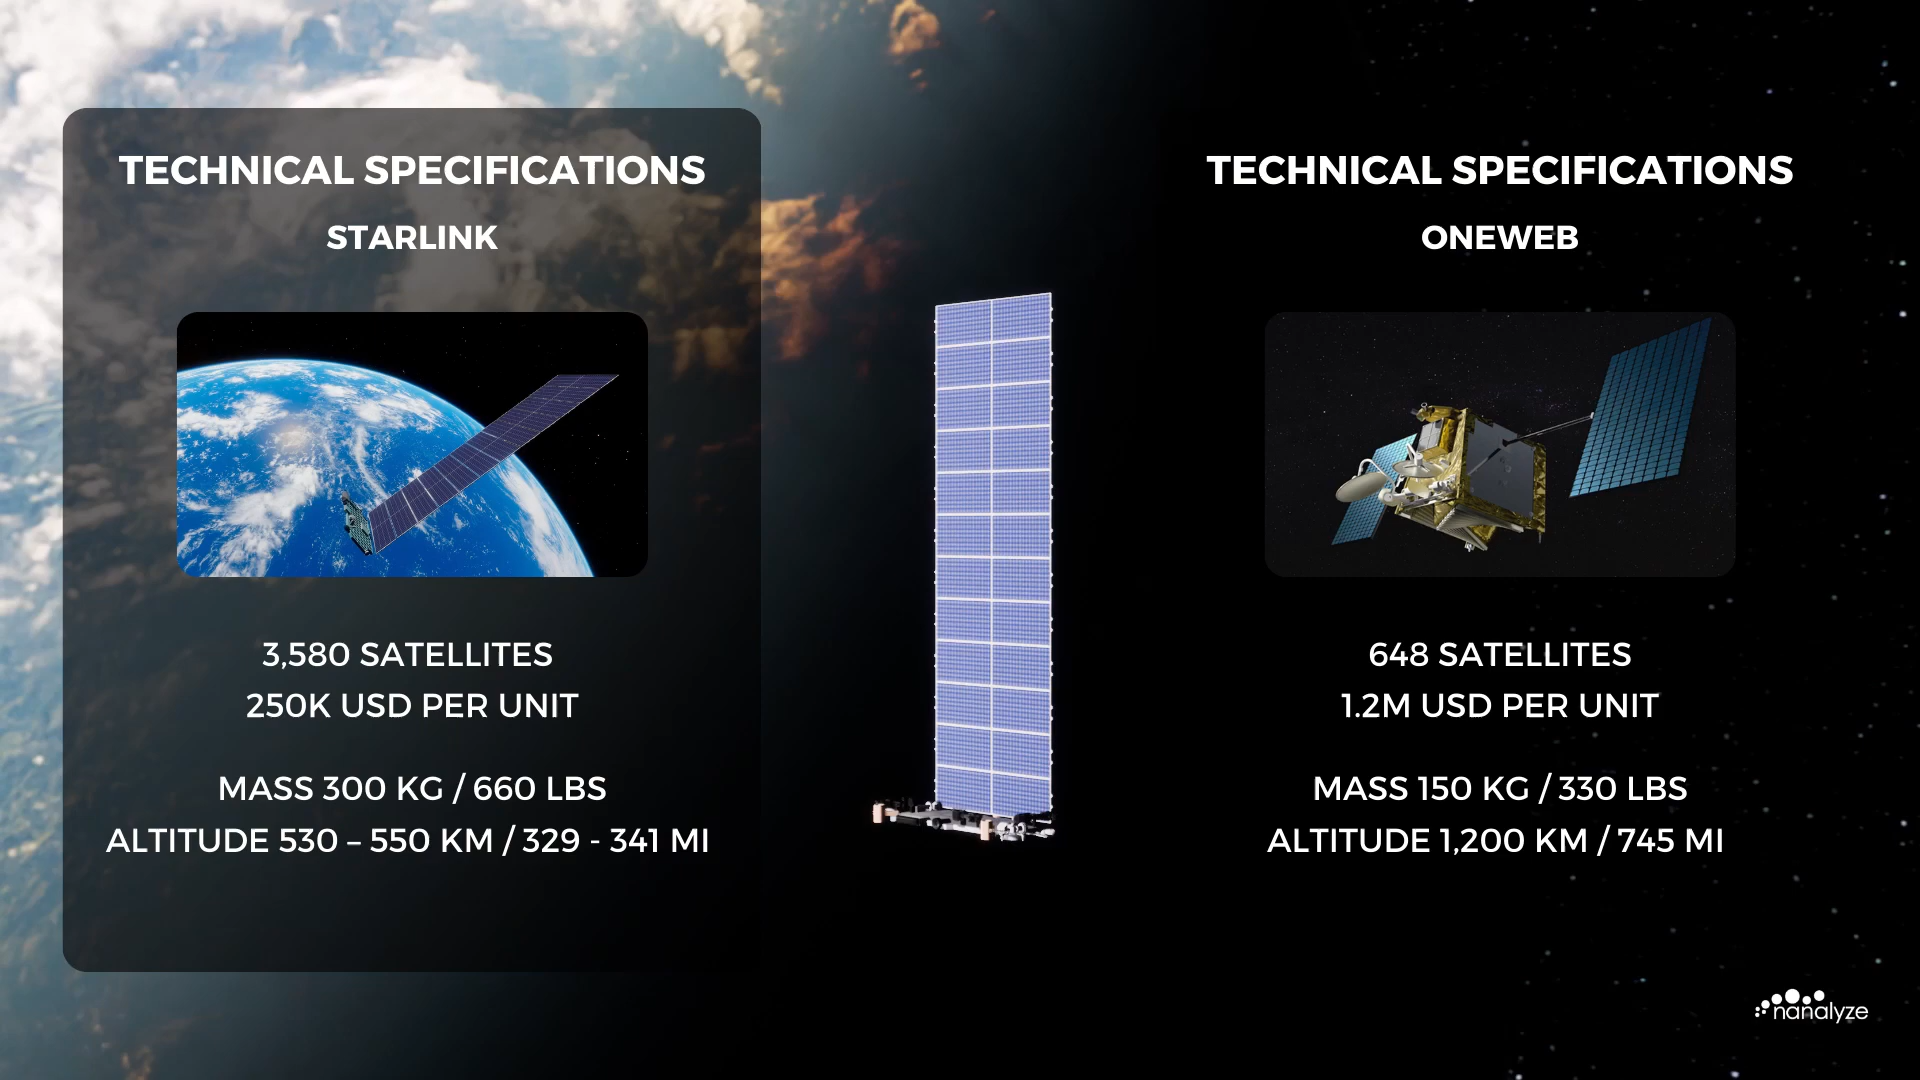 TECHNICAL SPECIFICATIONS
STARLINK
3,580 SATELLITES
250K USD PER UNIT
MASS 300 KG / 660 LBS
ALTITUDE 530 – 550 KM / 329 - 341 MI
TECHNICAL SPECIFICATIONS
ONEWEB
648 SATELLITES
1.2M USD PER UNIT
MASS 150 KG / 330 LBS
ALTITUDE 1,200 KM / 745 MI
nanalyze